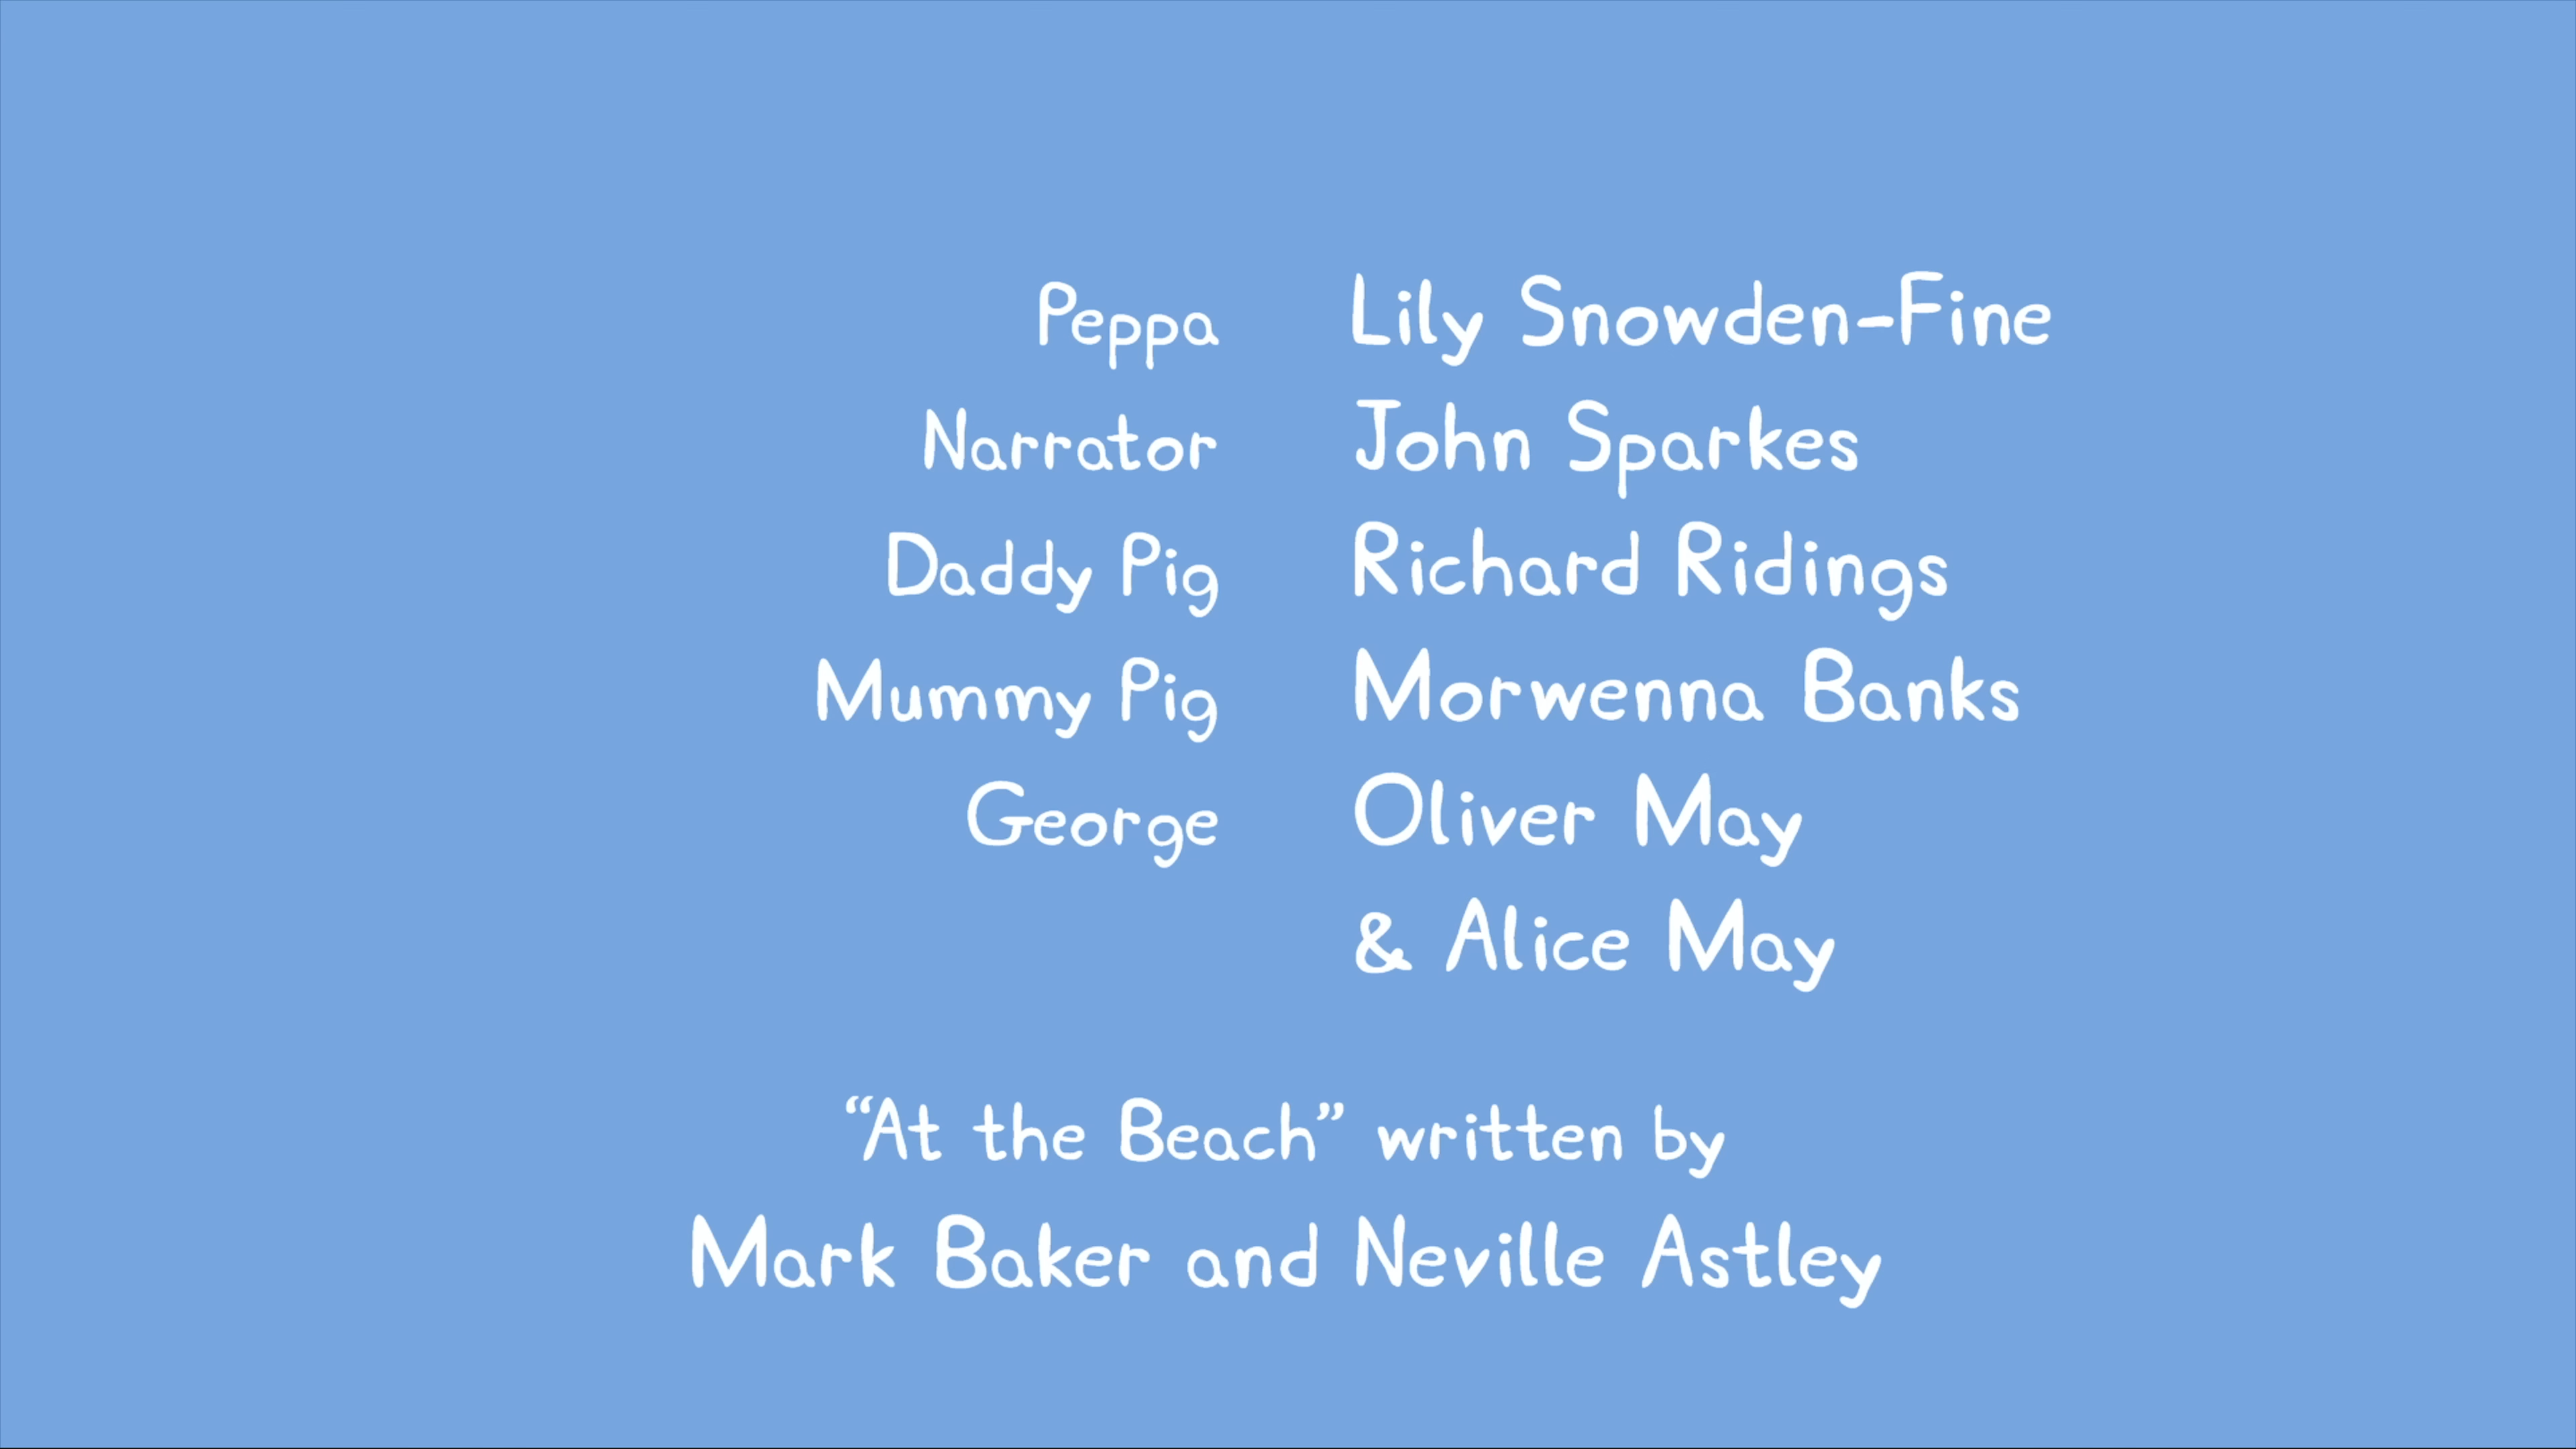 Peppa Lily Snowden-Fine
Narrator John Sparkes
Daddy Pig Richard Ridings
Mummy Pig Morwenna Banks
George Oliver May
& Alice May
“At the Beach” written by
Mark Baker and Neville Astley